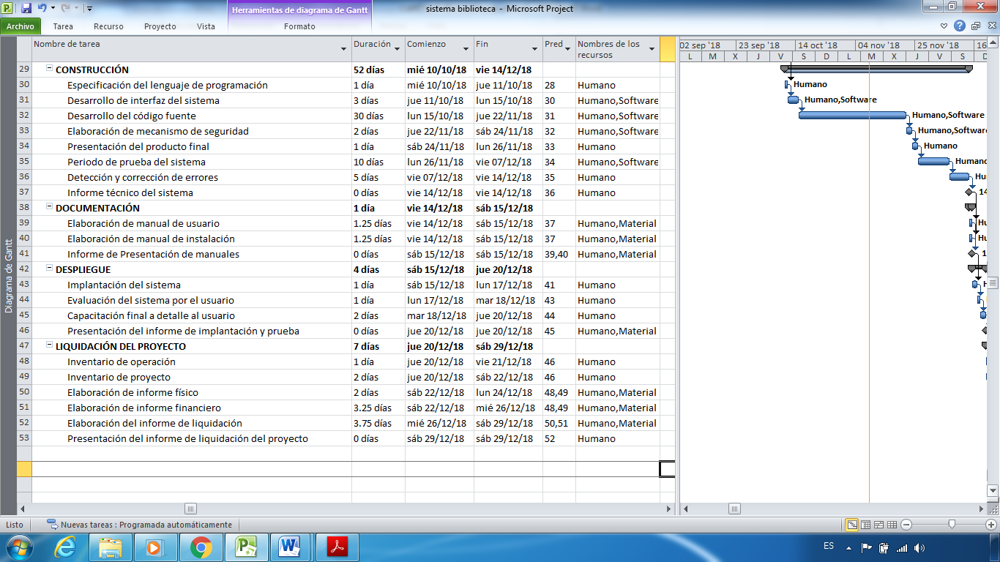 Herramientas de diagrama de Gantt
sistema biblioteca - Microsoft Project
Archivo Tarea Recurso Proyecto Vista Formato
Nombre de tarea Duración Comienzo Fin Pred Nombres de los recursos
02 sep '18 23 sep '18 14 oct '18 04 nov '18 25 nov '18 16
L M X J V S D L M X J V S D
29 CONSTRUCCIÓN 52 días mié 10/10/18 vie 14/12/18
30 Especificación del lenguaje de programación 1 día mié 10/10/18 jue 11/10/18 28 Humano Humano
31 Desarrollo de interfaz del sistema 3 días jue 11/10/18 lun 15/10/18 30 Humano,Software Humano,Software
32 Desarrollo del código fuente 30 días lun 15/10/18 jue 22/11/18 31 Humano,Software Humano,Software
33 Elaboración de mecanismo de seguridad 2 días jue 22/11/18 sáb 24/11/18 32 Humano,Software Humano,Software
34 Presentación del producto final 1 día sáb 24/11/18 lun 26/11/18 33 Humano Humano
35 Periodo de prueba del sistema 10 días lun 26/11/18 vie 07/12/18 34 Humano,Software Humano
36 Detección y corrección de errores 5 días vie 07/12/18 vie 14/12/18 35 Humano Hu
37 Informe técnico del sistema 0 días vie 14/12/18 vie 14/12/18 36 Humano 14
38 DOCUMENTACIÓN 1 día vie 14/12/18 sáb 15/12/18
39 Elaboración de manual de usuario 1.25 días vie 14/12/18 sáb 15/12/18 37 Humano,Material Hu
40 Elaboración de manual de instalación 1.25 días vie 14/12/18 sáb 15/12/18 37 Humano,Material Hu
41 Informe de Presentación de manuales 0 días sáb 15/12/18 sáb 15/12/18 39,40 Humano,Material 1
42 DESPLIEGUE 4 días sáb 15/12/18 jue 20/12/18
43 Implantación del sistema 1 día sáb 15/12/18 lun 17/12/18 41 Humano H
44 Evaluación del sistema por el usuario 1 día lun 17/12/18 mar 18/12/18 43 Humano
45 Capacitación final a detalle al usuario 2 días mar 18/12/18 jue 20/12/18 44 Humano
46 Presentación del informe de implantación y prueba 0 días jue 20/12/18 jue 20/12/18 45 Humano,Material
47 LIQUIDACIÓN DEL PROYECTO 7 días jue 20/12/18 sáb 29/12/18
48 Inventario de operación 1 día jue 20/12/18 vie 21/12/18 46 Humano
49 Inventario de proyecto 2 días jue 20/12/18 sáb 22/12/18 46 Humano
50 Elaboración de informe físico 2 días sáb 22/12/18 lun 24/12/18 48,49 Humano,Material
51 Elaboración de informe financiero 3.25 días sáb 22/12/18 mié 26/12/18 48,49 Humano,Material
52 Elaboración del informe de liquidación 3.75 días mié 26/12/18 sáb 29/12/18 50,51 Humano,Material
53 Presentación del informe de liquidación del proyecto 0 días sáb 29/12/18 sáb 29/12/18 52 Humano
Diagrama de Gantt
Listo Nuevas tareas : Programada automáticamente
ES